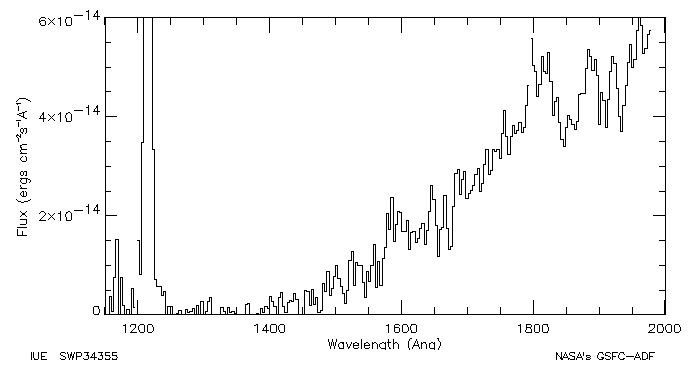 6×10⁻¹⁴
4×10⁻¹⁴
2×10⁻¹⁴
0
Flux (ergs cm⁻²s⁻¹A⁻¹)
1200 1400 1600 1800 2000
Wavelength (Ang)
IUE SWP34355 NASA's GSFC−ADF